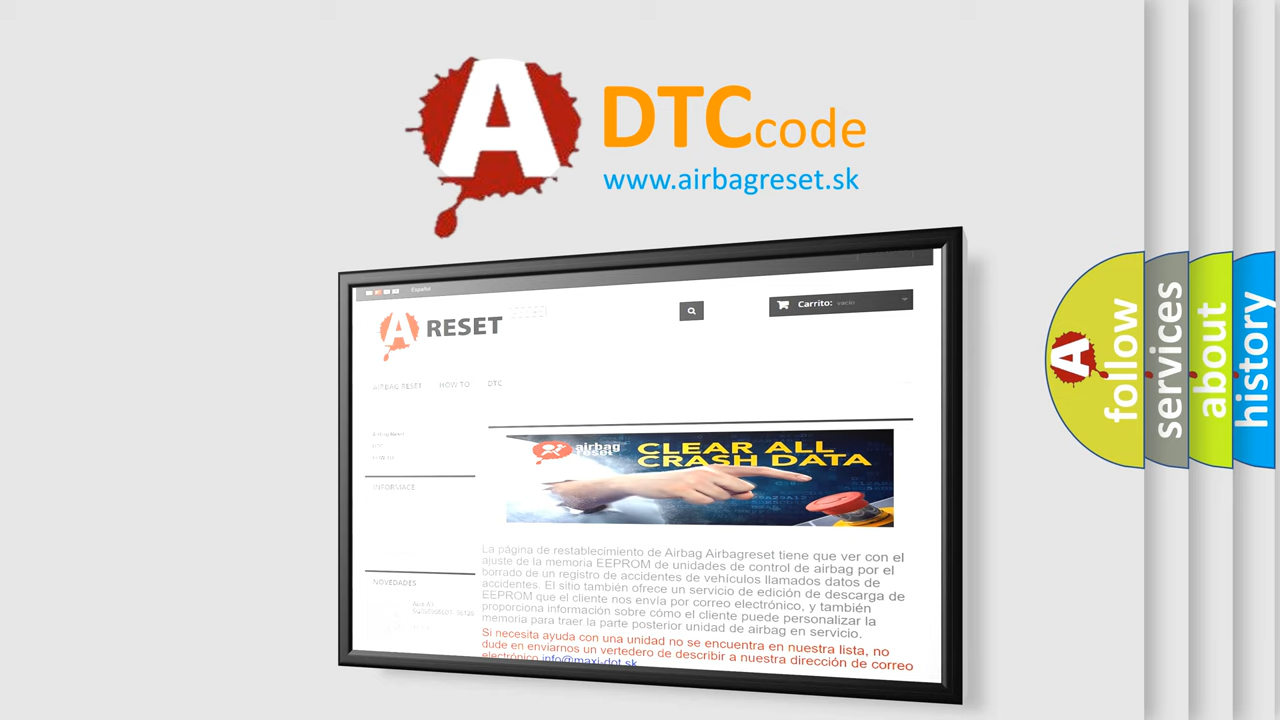 A
DTCcode
www.airbagreset.sk
Español
A RESET
Carrito: vacío
AIRBAG RESET HOW TO DTC
Airbag Reset
DTC
HOW TO
INFORMACE
airbag
reset
CLEAR ALL
CRASH DATA
La página de restablecimiento de Airbag Airbagreset tiene que ver con el
ajuste de la memoria EEPROM de unidades de control de airbag por el
borrado de un registro de accidentes de vehículos llamados datos de
accidentes. El sitio también ofrece un servicio de edición de descarga de
EEPROM que el cliente nos envía por correo electrónico, y también
proporciona información sobre cómo el cliente puede personalizar la
memoria para traer la parte posterior unidad de airbag en servicio.
Si necesita ayuda con una unidad no se encuentra en nuestra lista, no
dude en enviarnos un vertedero de describir a nuestra dirección de correo
electrónico info@maxi-dot.sk
NOVEDADES
A
follow
services
about
history